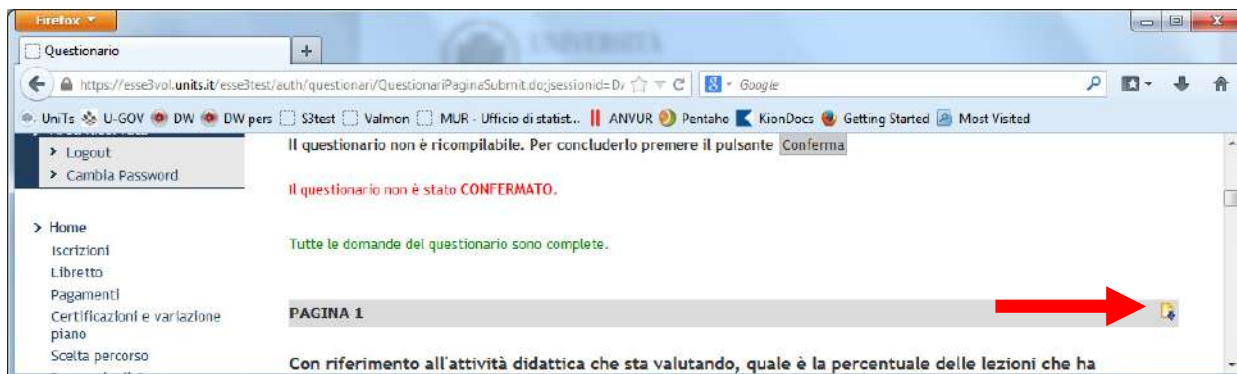 Firefox
Questionario
https://esse3vol.units.it/esse3test/auth/questionari/QuestionariPaginaSubmit.do;jsessionid=D
Google
UniTs U-GOV DW DW pers S3test Valmon MUR - Ufficio di statist... ANVUR Pentaho KionDocs Getting Started Most Visited
Logout
Cambia Password
Il questionario non è ricompilabile. Per concluderlo premere il pulsante Conferma
Il questionario non è stato CONFERMATO.
Tutte le domande del questionario sono complete.
Home
Iscrizioni
Libretto
Pagamenti
Certificazioni e variazione
piano
Scelta percorso
PAGINA 1
Con riferimento all'attività didattica che sta valutando, quale è la percentuale delle lezioni che ha